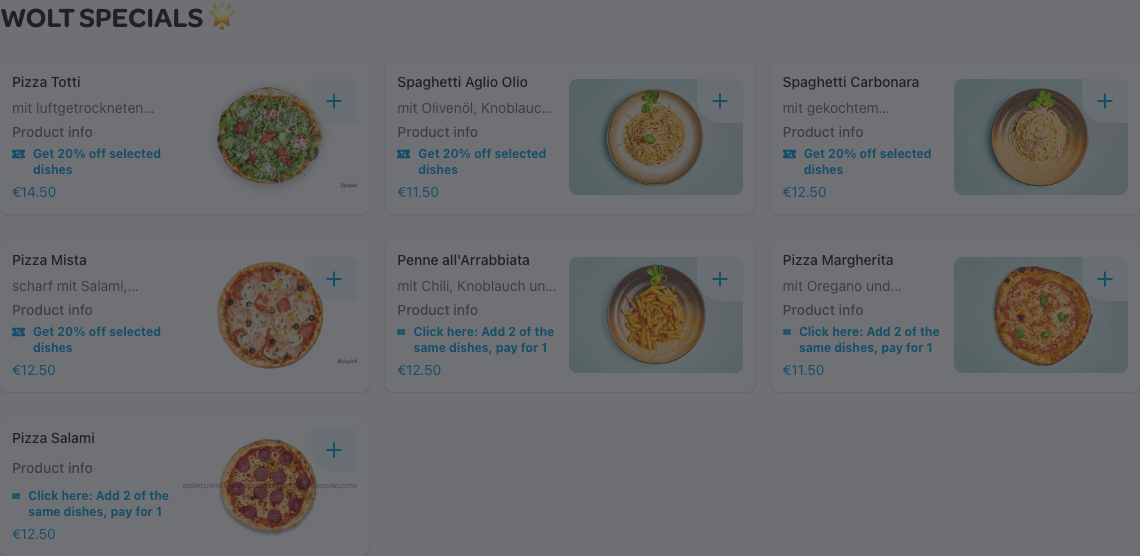 WOLT SPECIALS 🌟
Pizza Totti
mit luftgetrockneten...
Product info
Get 20% off selected
dishes
€14.50
Beispiel
Spaghetti Aglio Olio
mit Olivenöl, Knoblauc...
Product info
Get 20% off selected
dishes
€11.50
Spaghetti Carbonara
mit gekochtem...
Product info
Get 20% off selected
dishes
€12.50
Pizza Mista
scharf mit Salami,...
Product info
Get 20% off selected
dishes
€12.50
Beispiel
Penne all'Arrabbiata
mit Chili, Knoblauch un...
Product info
Click here: Add 2 of the
same dishes, pay for 1
€12.50
Pizza Margherita
mit Oregano und...
Product info
Click here: Add 2 of the
same dishes, pay for 1
€11.50
Pizza Salami
Product info
Click here: Add 2 of the
same dishes, pay for 1
€12.50
BEISPIELFOTO BEISPIELFOTO